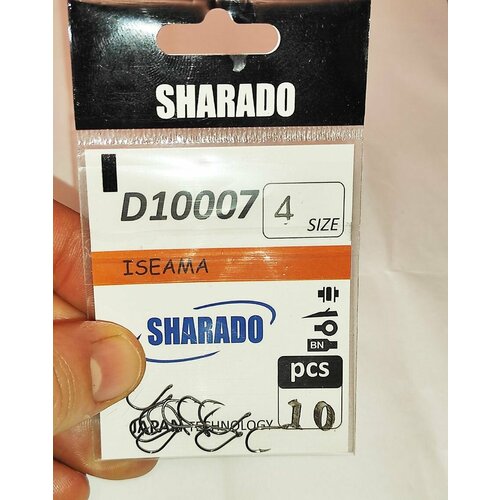 SHARADO
D10007 4 SIZE
ISEAMA
SHARADO
BN
pcs
10
JAPAN TECHNOLOGY